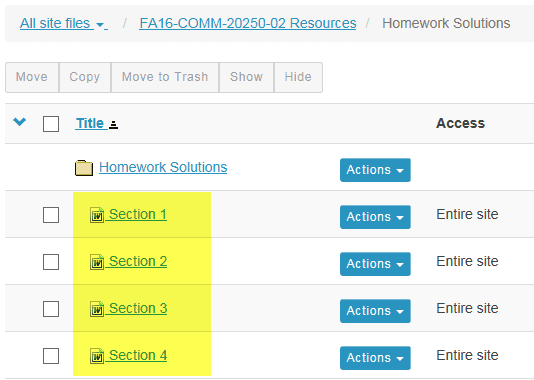 All site files / FA16-COMM-20250-02 Resources / Homework Solutions
Move Copy Move to Trash Show Hide
Title Access
Homework Solutions Actions
Section 1 Actions Entire site
Section 2 Actions Entire site
Section 3 Actions Entire site
Section 4 Actions Entire site